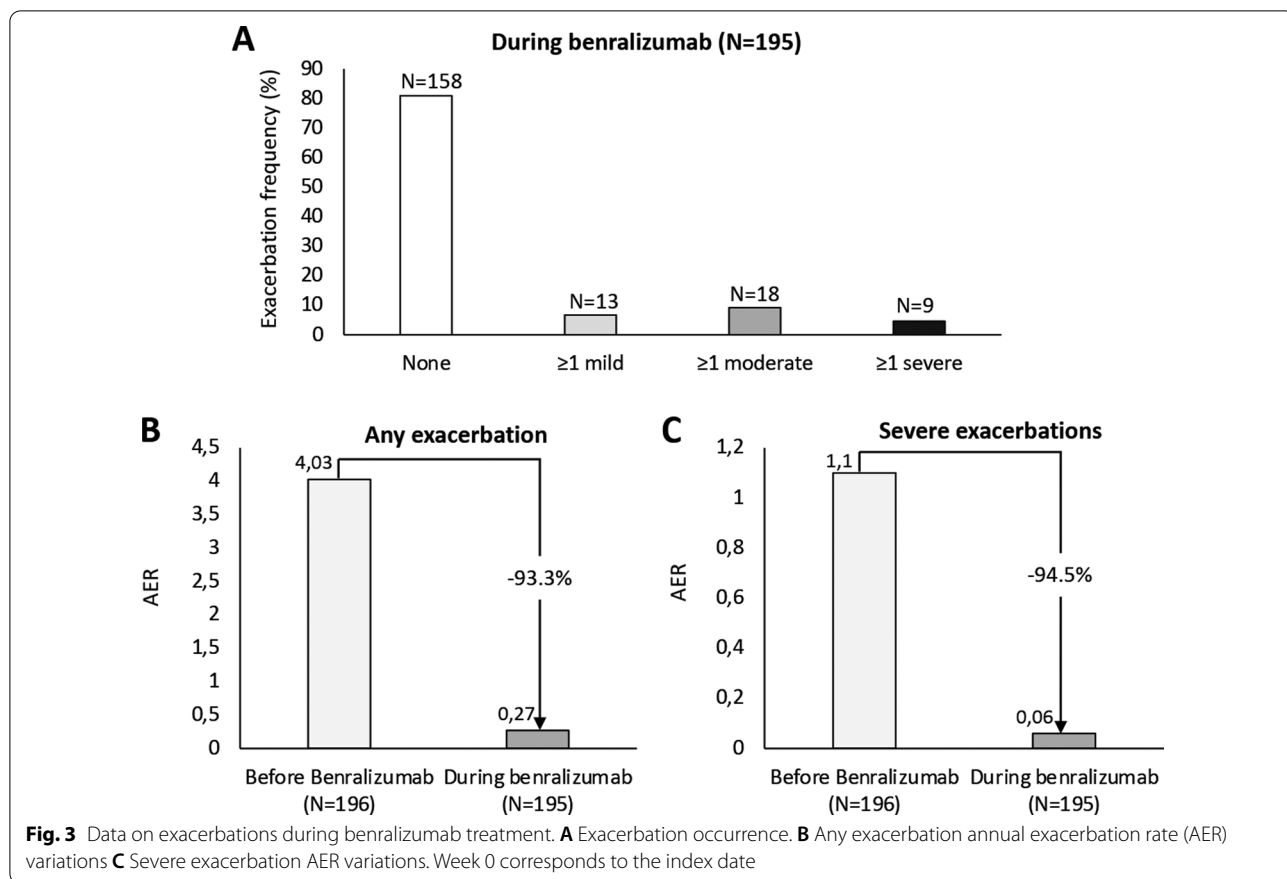 A
During benralizumab (N=195)
Exacerbation frequency (%)
90
80
70
60
50
40
30
20
10
0
N=158
N=13
N=18
N=9
None
≥1 mild
≥1 moderate
≥1 severe
B
Any exacerbation
AER
4,5
4
3,5
3
2,5
2
1,5
1
0,5
0
4,03
-93.3%
0,27
Before Benralizumab
(N=196)
During benralizumab
(N=195)
C
Severe exacerbations
AER
1,2
1
0,8
0,6
0,4
0,2
0
1,1
-94.5%
0,06
Before Benralizumab
(N=196)
During benralizumab
(N=195)
Fig. 3 Data on exacerbations during benralizumab treatment. A Exacerbation occurrence. B Any exacerbation annual exacerbation rate (AER)
variations C Severe exacerbation AER variations. Week 0 corresponds to the index date